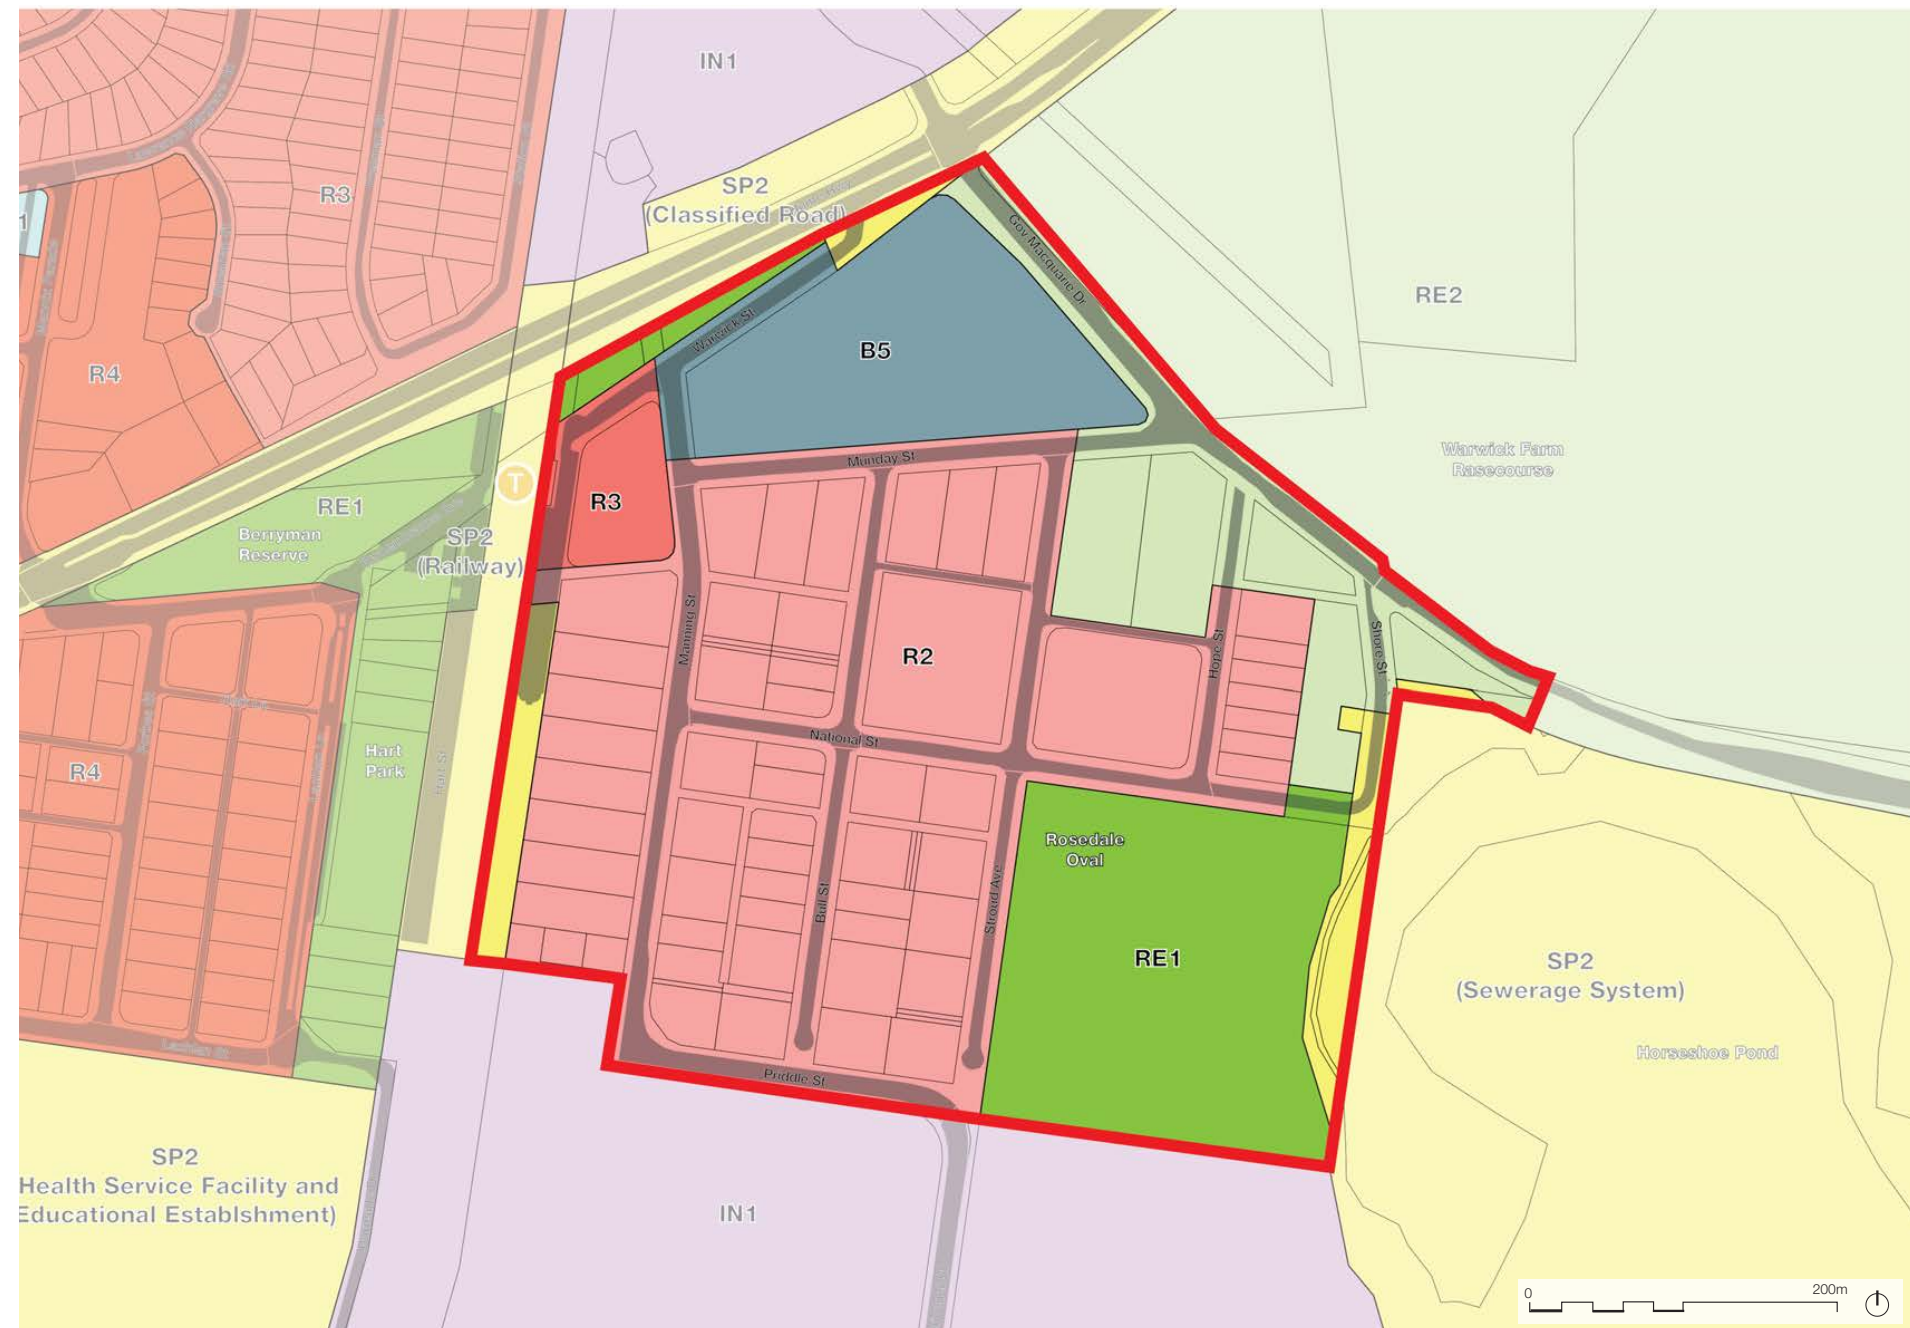 IN1
SP2
(Classified Road)
R3
1
Gov Macquarie Dr
RE2
Warwick St
B5
R4
Warwick Farm
Rasecourse
Munday St
T
R3
RE1
Berryman
Reserve
SP2
(Railway)
Manning St
R2
Hope St
Shore St
National St
Hart
Park
Hart St
R4
Rosedale
Oval
Bull St
Stroud Ave
RE1
SP2
(Sewerage System)
Horseshoe Pond
Lachlan St
Priddle St
SP2
Health Service Facility and
Educational Establshment)
IN1
0
200m